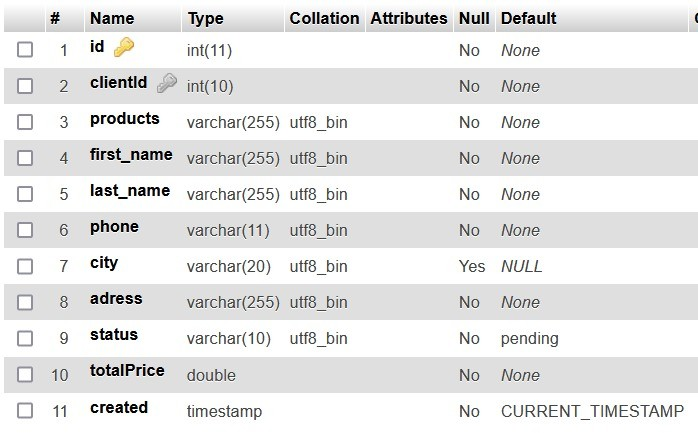 # Name Type Collation Attributes Null Default
1 id int(11) No None
2 clientId int(10) No None
3 products varchar(255) utf8_bin No None
4 first_name varchar(255) utf8_bin No None
5 last_name varchar(255) utf8_bin No None
6 phone varchar(11) utf8_bin No None
7 city varchar(20) utf8_bin Yes NULL
8 adress varchar(255) utf8_bin No None
9 status varchar(10) utf8_bin No pending
10 totalPrice double No None
11 created timestamp No CURRENT_TIMESTAMP